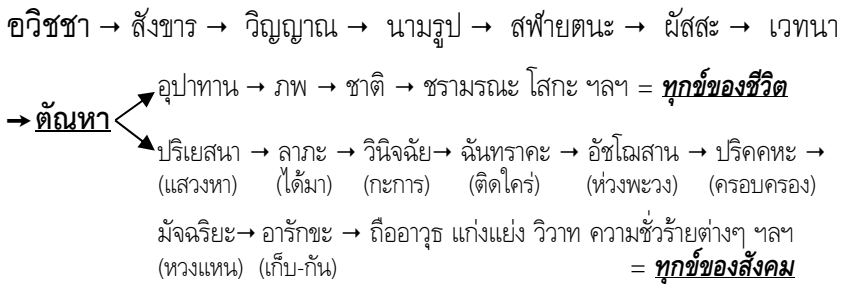 อวิชชา → สังขาร → วิญญาณ → นามรูป → สฬายตนะ → ผัสสะ → เวทนา
อุปาทาน → ภพ → ชาติ → ชรามรณะ โสกะ ฯลฯ = ทุกข์ของชีวิต
→ ตัณหา
ปริเยสนา → ลาภะ → วินิจฉัย→ ฉันทราคะ → อัชโฌสาน → ปริคคหะ →
(แสวงหา) (ได้มา) (กะการ) (ติดใคร่) (ห่วงพะวง) (ครอบครอง)
มัจฉริยะ→ อารักขะ → ถืออาวุธ แก่งแย่ง วิวาท ความชั่วร้ายต่างๆ ฯลฯ
(หวงแหน) (เก็บ-กัน) = ทุกข์ของสังคม